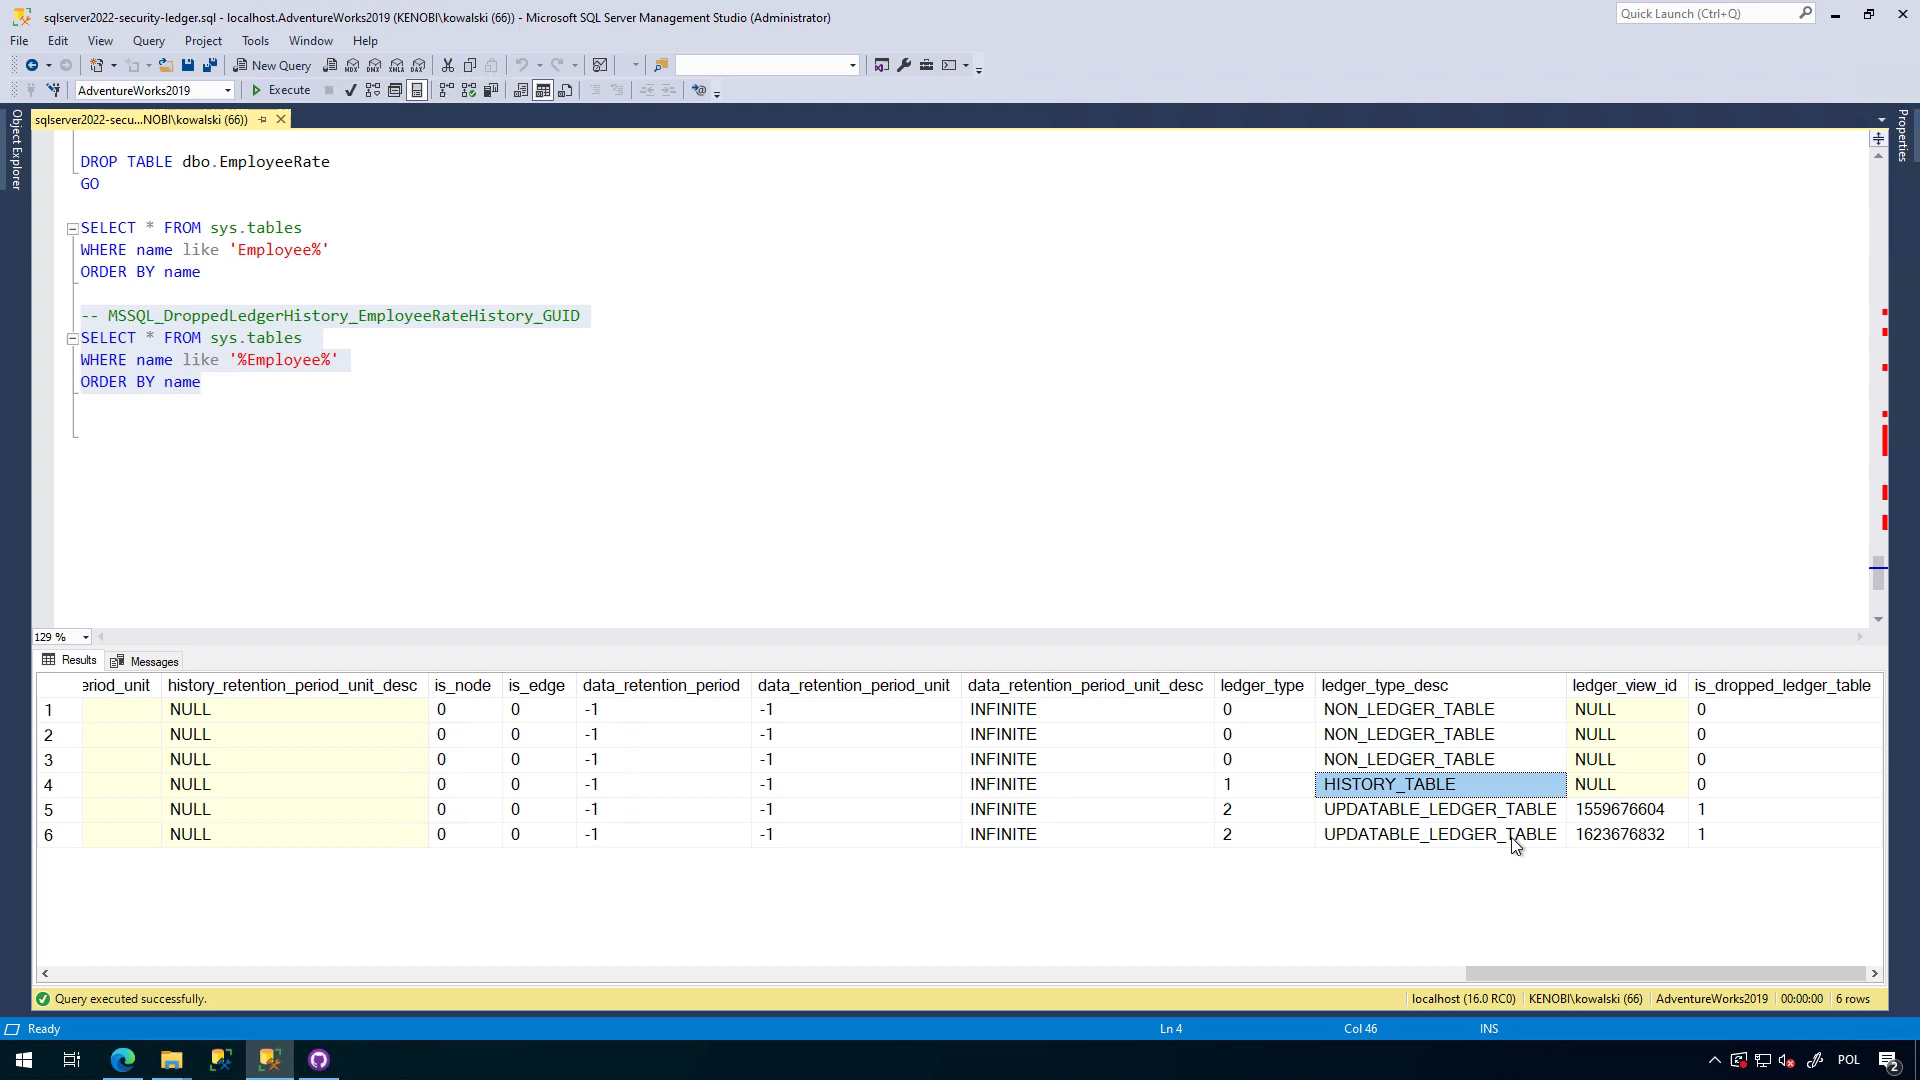 sqlserver2022-security-ledger.sql - localhost.AdventureWorks2019 (KENOBI\kowalski (66)) - Microsoft SQL Server Management Studio (Administrator)
Quick Launch (Ctrl+Q)
File Edit View Query Project Tools Window Help
New Query
MDX DMX XMLA DAX
AdventureWorks2019 Execute
sqlserver2022-secu...NOBI\kowalski (66))
Object Explorer
Properties
DROP TABLE dbo.EmployeeRate
GO
SELECT * FROM sys.tables
WHERE name like 'Employee%'
ORDER BY name
-- MSSQL_DroppedLedgerHistory_EmployeeRateHistory_GUID
SELECT * FROM sys.tables
WHERE name like '%Employee%'
ORDER BY name
129 %
Results Messages
eriod_unit history_retention_period_unit_desc is_node is_edge data_retention_period data_retention_period_unit data_retention_period_unit_desc ledger_type ledger_type_desc ledger_view_id is_dropped_ledger_table
1 NULL 0 0 -1 -1 INFINITE 0 NON_LEDGER_TABLE NULL 0
2 NULL 0 0 -1 -1 INFINITE 0 NON_LEDGER_TABLE NULL 0
3 NULL 0 0 -1 -1 INFINITE 0 NON_LEDGER_TABLE NULL 0
4 NULL 0 0 -1 -1 INFINITE 1 HISTORY_TABLE NULL 0
5 NULL 0 0 -1 -1 INFINITE 2 UPDATABLE_LEDGER_TABLE 1559676604 1
6 NULL 0 0 -1 -1 INFINITE 2 UPDATABLE_LEDGER_TABLE 1623676832 1
Query executed successfully. localhost (16.0 RC0) KENOBI\kowalski (66) AdventureWorks2019 00:00:00 6 rows
Ready Ln 4 Col 46 INS
POL 2